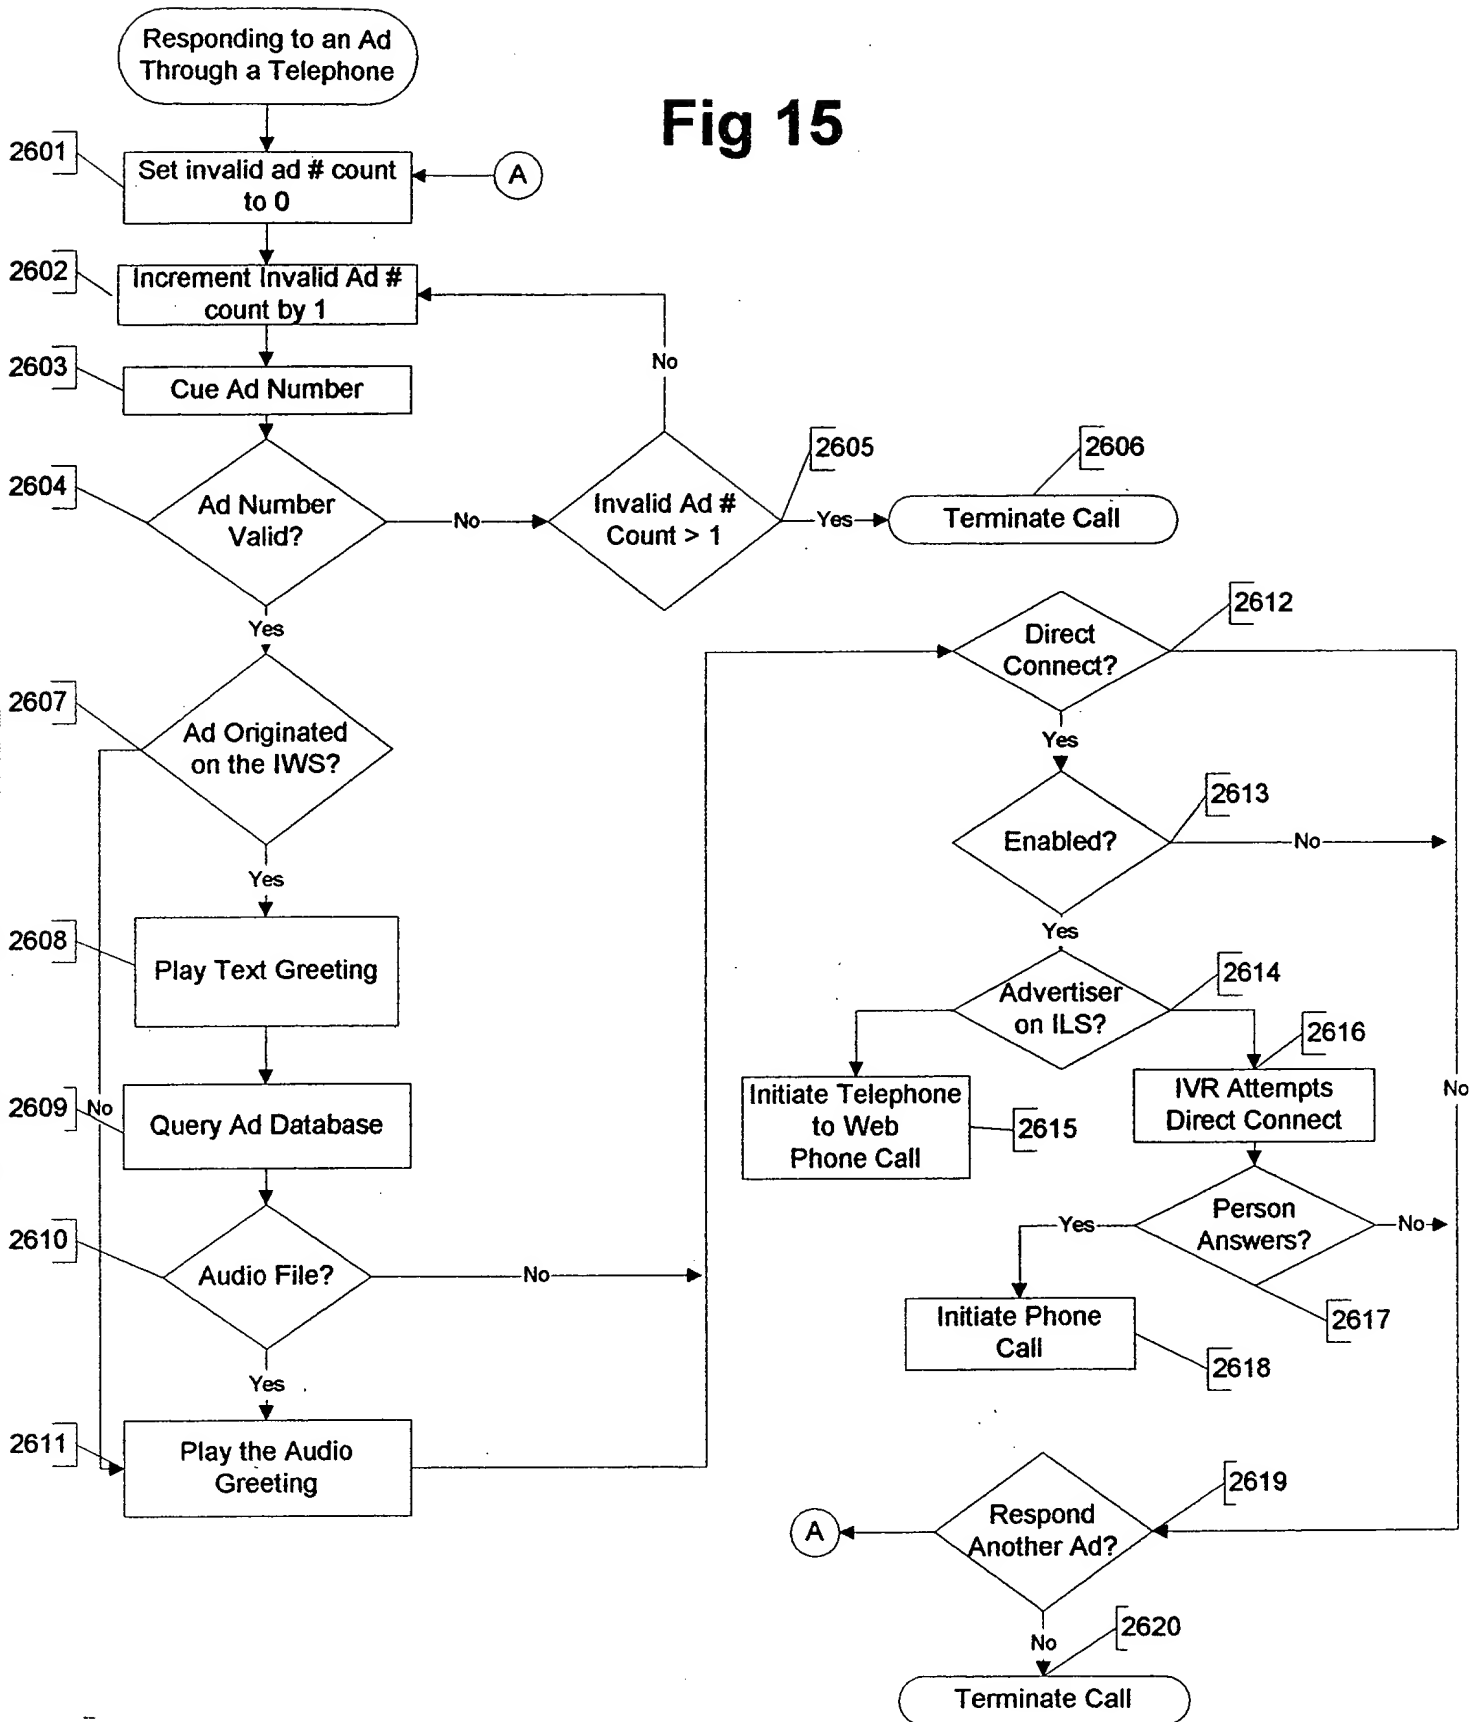 Responding to an Ad
Through a Telephone
Fig 15
2601
Set invalid ad # count
to 0
A
2602
Increment Invalid Ad #
count by 1
No
2603
Cue Ad Number
2604
Ad Number
Valid?
No
Invalid Ad #
Count > 1
2605
Yes
2606
Terminate Call
Yes
2607
Ad Originated
on the IWS?
Yes
2608
Play Text Greeting
2609
No
Query Ad Database
2610
Audio File?
No
Yes
2611
Play the Audio
Greeting
2612
Direct
Connect?
Yes
2613
Enabled?
No
Yes
2614
Advertiser
on ILS?
2616
Initiate Telephone
to Web
Phone Call
2615
IVR Attempts
Direct Connect
No
Person
Answers?
Yes
No
2617
Initiate Phone
Call
2618
2619
Respond
Another Ad?
A
No
2620
Terminate Call